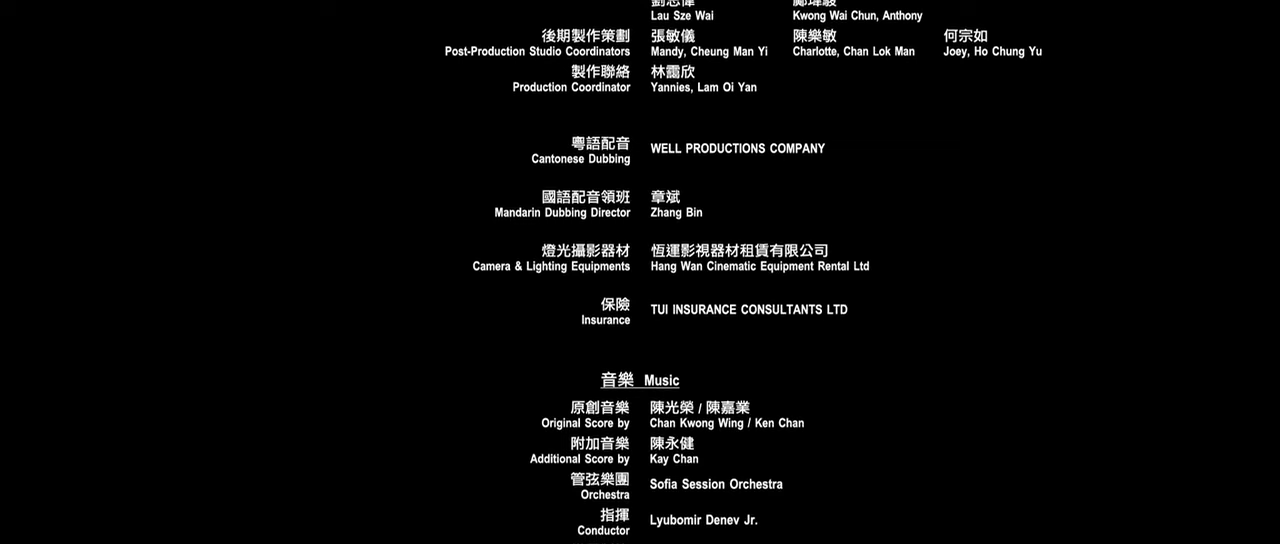 劉志偉 鄺瑋駿
Lau Sze Wai Kwong Wai Chun, Anthony
後期製作策劃 張敏儀 陳樂敏 何宗如
Post-Production Studio Coordinators Mandy, Cheung Man Yi Charlotte, Chan Lok Man Joey, Ho Chung Yu
製作聯絡 林靄欣
Production Coordinator Yannies, Lam Oi Yan
粵語配音 WELL PRODUCTIONS COMPANY
Cantonese Dubbing
國語配音領班 章斌
Mandarin Dubbing Director Zhang Bin
燈光攝影器材 恆運影視器材租賃有限公司
Camera & Lighting Equipments Hang Wan Cinematic Equipment Rental Ltd
保險 TUI INSURANCE CONSULTANTS LTD
Insurance
音樂 Music
原創音樂 陳光榮 / 陳嘉業
Original Score by Chan Kwong Wing / Ken Chan
附加音樂 陳永健
Additional Score by Kay Chan
管弦樂團 Sofia Session Orchestra
Orchestra
指揮 Lyubomir Denev Jr.
Conductor